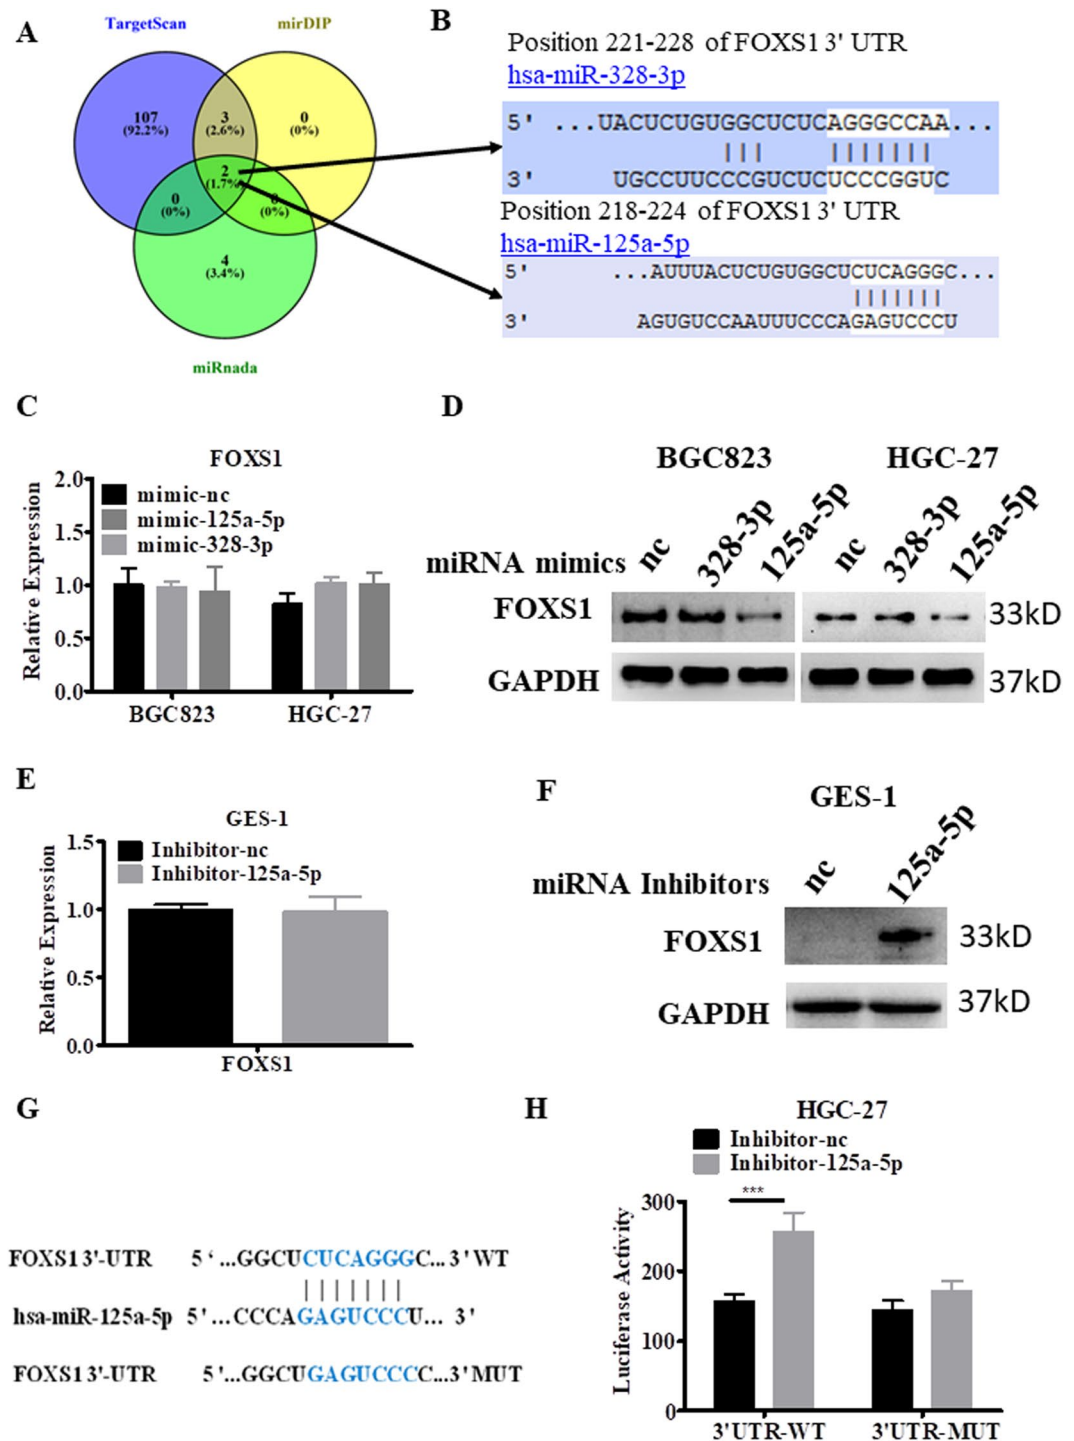 A
TargetScan
mirDIP
107
(92.2%)
3
(2.6%)
0
(0%)
2
(1.7%)
0
(0%)
(0%)
4
(3.4%)
miRnada
B
Position 221-228 of FOXS1 3' UTR
hsa-miR-328-3p
5' ...UACUCUGUGGCUCUCAGGGCCAA...
3' UGCCUUCCCGUCUCUCCCGGUC
Position 218-224 of FOXS1 3' UTR
hsa-miR-125a-5p
5' ...AUUUACUCUGUGGCUCUCAGGGC...
3' AGUGUCCAAUUUCCCAGAGUCCCU
C
FOXS1
mimic-nc
mimic-125a-5p
mimic-328-3p
Relative Expression
2.0
1.5
1.0
0.5
0.0
BGC823 HGC-27
D
BGC823 HGC-27
miRNA mimics nc 328-3p 125a-5p nc 328-3p 125a-5p
FOXS1 33kD
GAPDH 37kD
E
GES-1
Inhibitor-nc
Inhibitor-125a-5p
Relative Expression
1.5
1.0
0.5
0.0
FOXS1
F
GES-1
miRNA Inhibitors nc 125a-5p
FOXS1 33kD
GAPDH 37kD
G
FOXS1 3'-UTR 5 ‘ ...GGCUCUCAGGGC...3' WT
hsa-miR-125a-5p 5'...CCCAGAGUCCCU... 3'
FOXS1 3'-UTR 5'...GGCUGAGUCCCC...3' MUT
H
HGC-27
Inhibitor-nc
Inhibitor-125a-5p
Luciferase Activity
300
200
100
0
***
3'UTR-WT 3'UTR-MUT